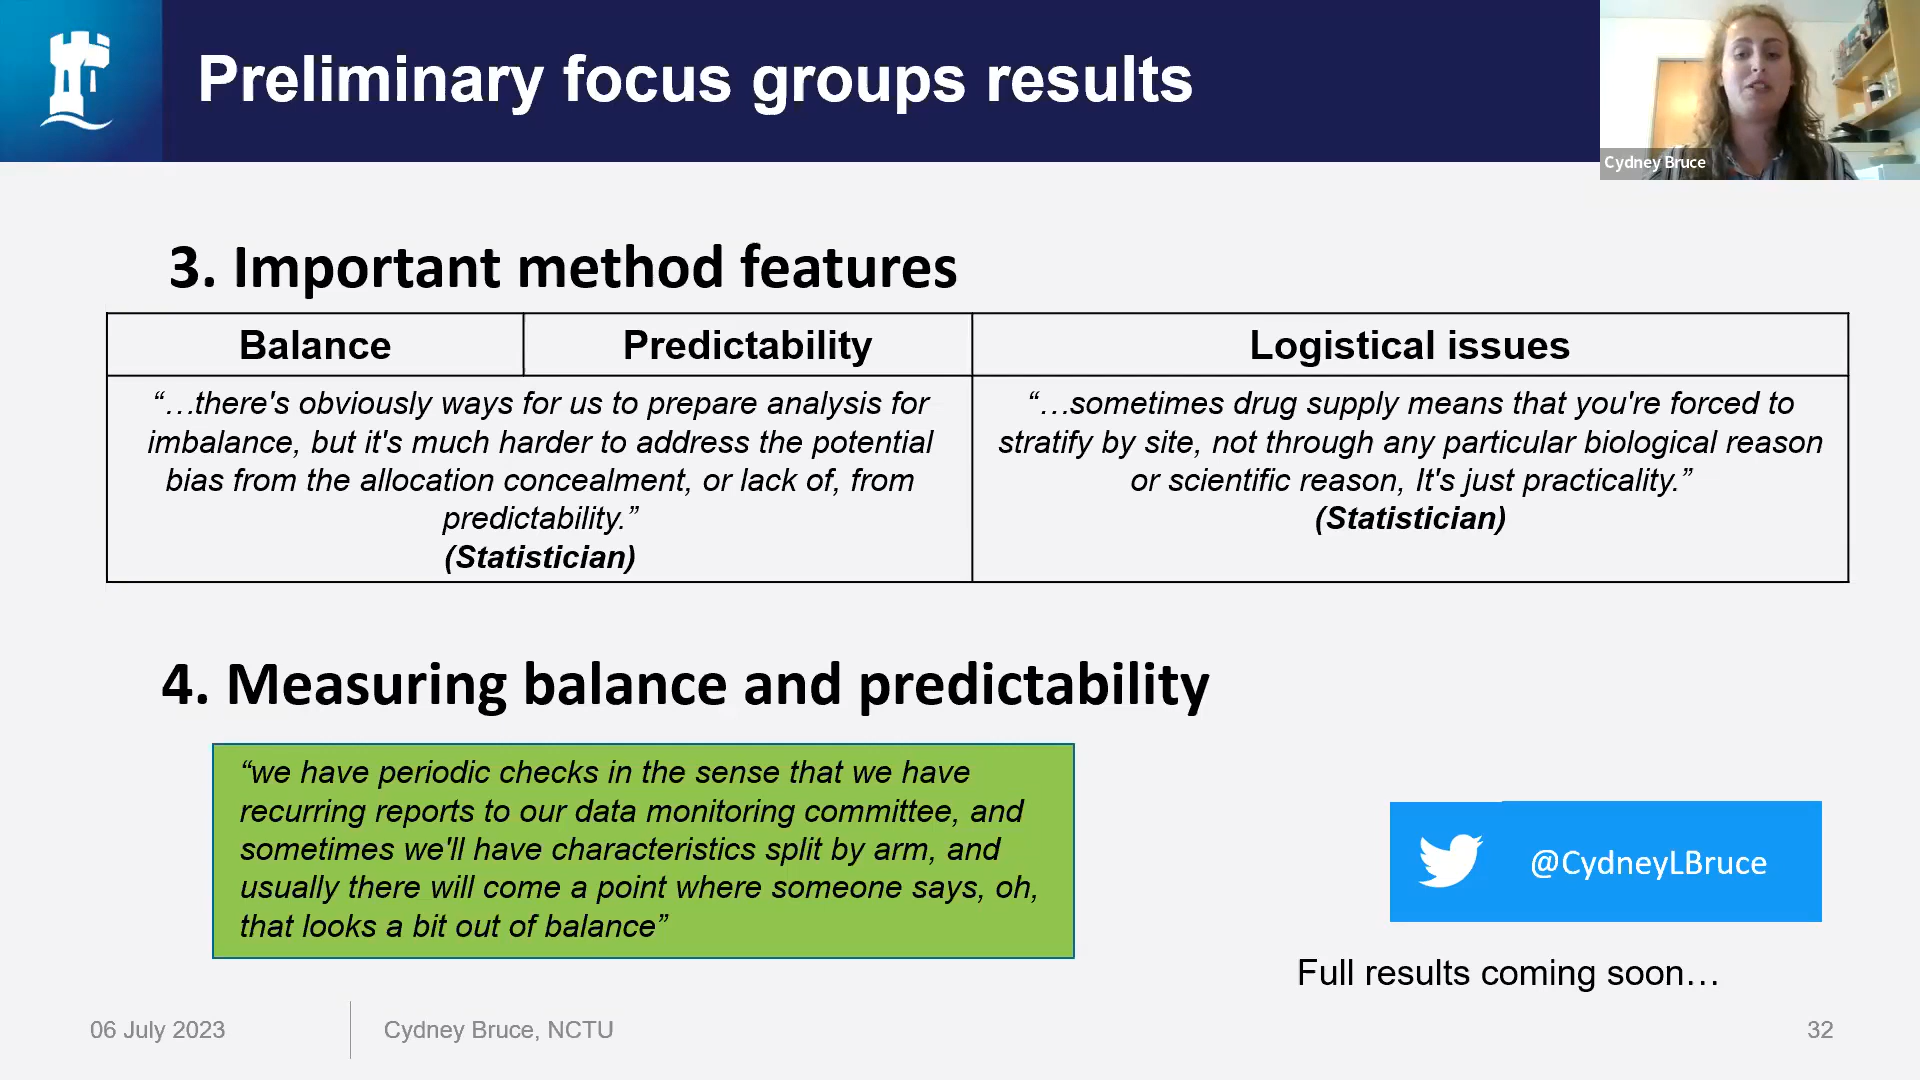 Preliminary focus groups results
Cydney Bruce
3. Important method features
Balance
Predictability
Logistical issues
“…there's obviously ways for us to prepare analysis for
imbalance, but it's much harder to address the potential
bias from the allocation concealment, or lack of, from
predictability.”
(Statistician)
“…sometimes drug supply means that you're forced to
stratify by site, not through any particular biological reason
or scientific reason, It's just practicality.”
(Statistician)
4. Measuring balance and predictability
“we have periodic checks in the sense that we have
recurring reports to our data monitoring committee, and
sometimes we'll have characteristics split by arm, and
usually there will come a point where someone says, oh,
that looks a bit out of balance”
@CydneyLBruce
Full results coming soon…
06 July 2023
Cydney Bruce, NCTU
32